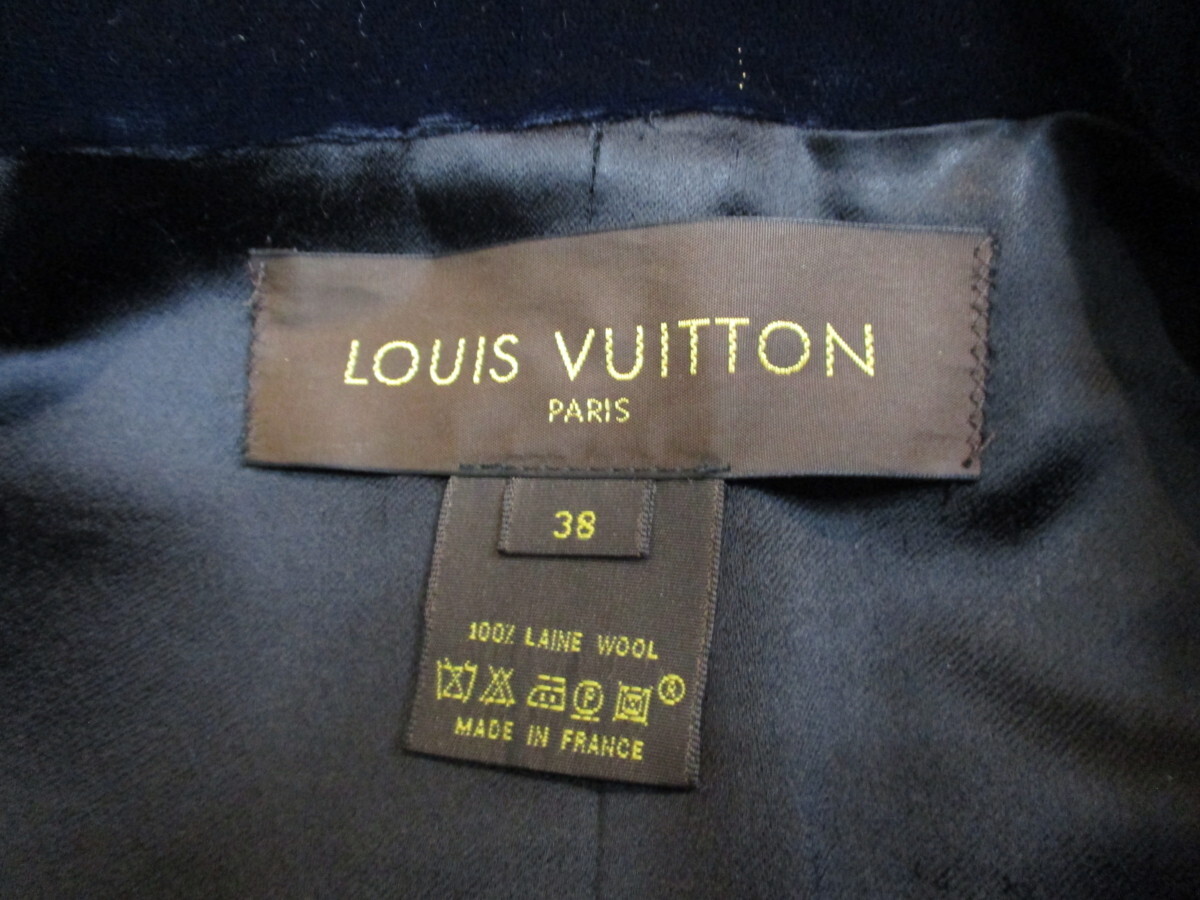 LOUIS VUITTON
PARIS
38
100% LAINE WOOL
P ®
MADE IN FRANCE